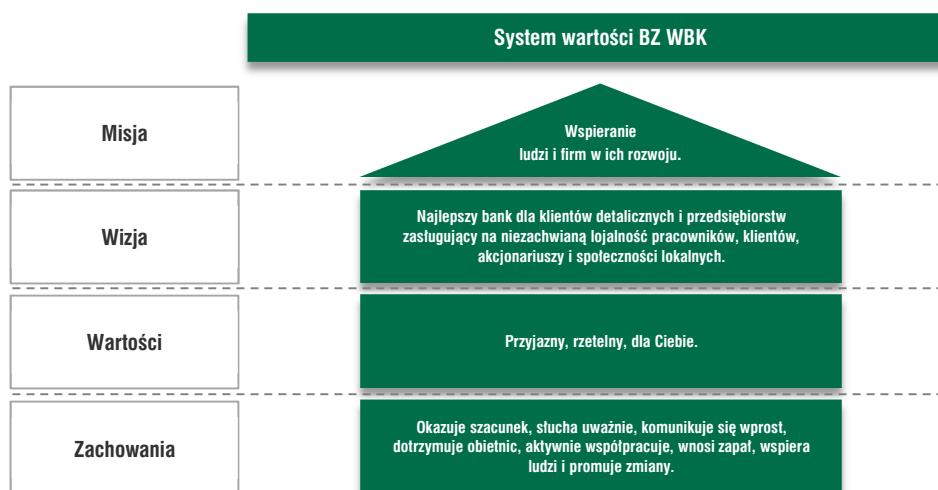 System wartości BZ WBK
Misja
Wspieranie
ludzi i firm w ich rozwoju.
Wizja
Najlepszy bank dla klientów detalicznych i przedsiębiorstw
zasługujący na niezachwianą lojalność pracowników, klientów,
akcjonariuszy i społeczności lokalnych.
Wartości
Przyjazny, rzetelny, dla Ciebie.
Zachowania
Okazuje szacunek, słucha uważnie, komunikuje się wprost,
dotrzymuje obietnic, aktywnie współpracuje, wnosi zapał, wspiera
ludzi i promuje zmiany.